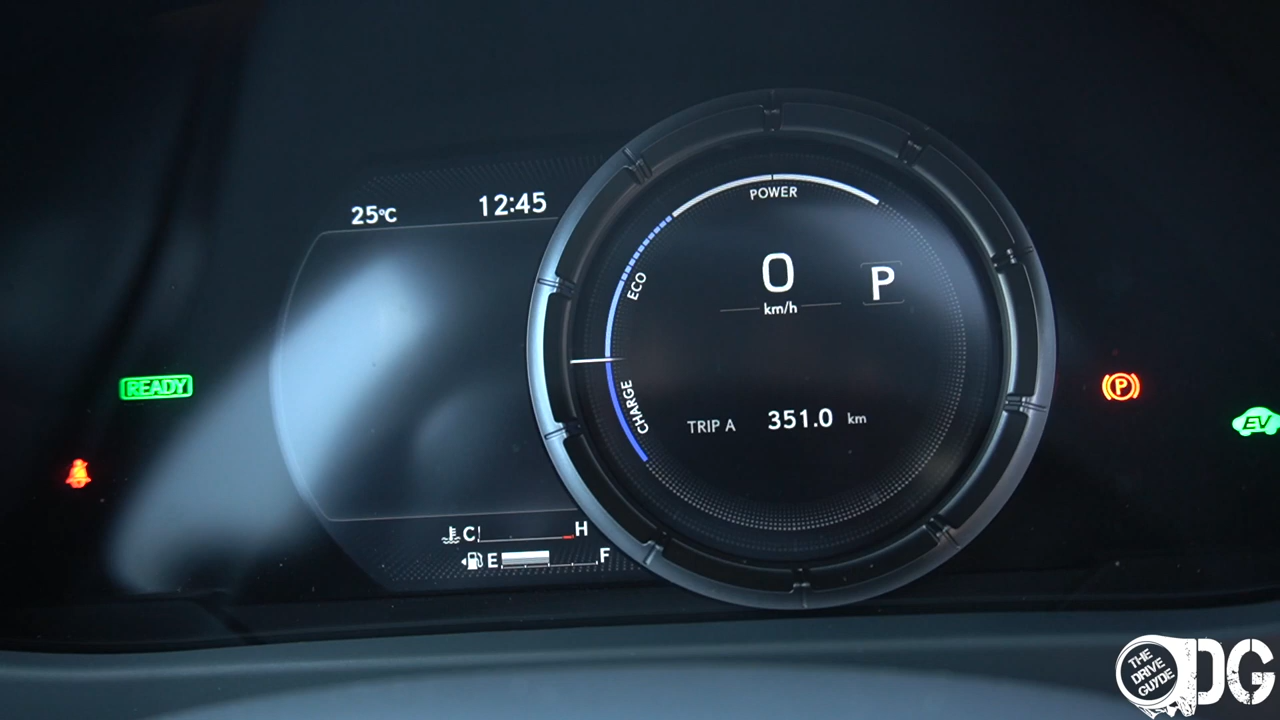 25°C
12:45
POWER
ECO
0
km/h
P
READY
CHARGE
TRIP A 351.0 km
P
EV
C H
E F
THE
DRIVE
GUYDE
DG